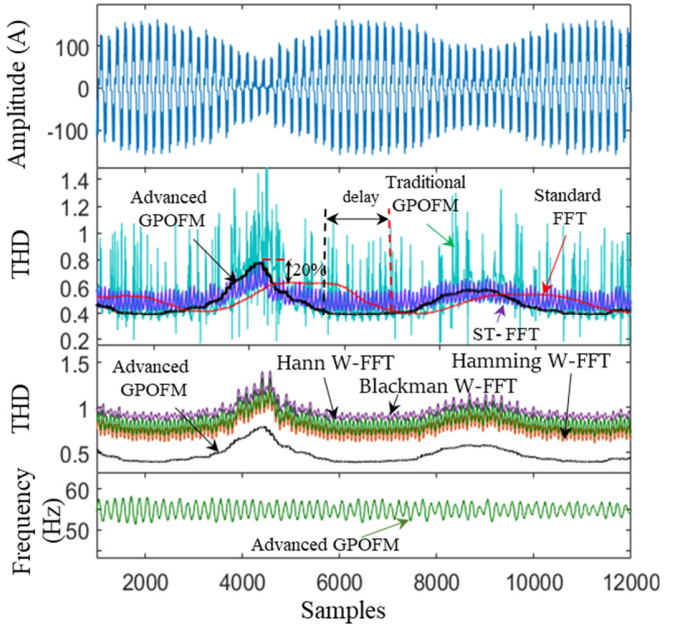 Amplitude (A)
100
0
-100
THD
1.4
1.2
1
0.8
0.6
0.4
0.2
Advanced
GPOFM
delay
Traditional
GPOFM
Standard
FFT
20%
ST- FFT
THD
1.5
1
0.5
Advanced
GPOFM
Hann W-FFT
Blackman W-FFT
Hamming W-FFT
Frequency
(Hz)
60
50
Advanced GPOFM
2000 4000 6000 8000 10000 12000
Samples